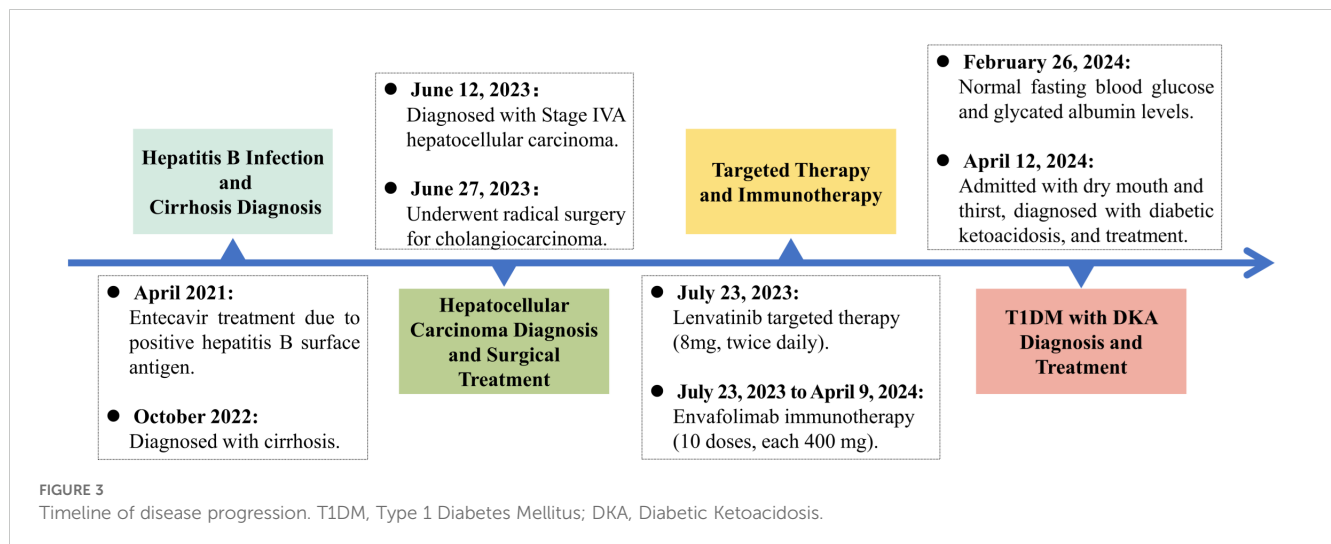 Hepatitis B Infection
and
Cirrhosis Diagnosis
● April 2021:
Entecavir treatment due to
positive hepatitis B surface
antigen.
● October 2022:
Diagnosed with cirrhosis.
● June 12, 2023：
Diagnosed with Stage IVA
hepatocellular carcinoma.
● June 27, 2023：
Underwent radical surgery
for cholangiocarcinoma.
Hepatocellular
Carcinoma Diagnosis
and Surgical
Treatment
Targeted Therapy
and Immunotherapy
● July 23, 2023:
Lenvatinib targeted therapy
(8mg, twice daily).
● July 23, 2023 to April 9, 2024:
Envafolimab immunotherapy
(10 doses, each 400 mg).
● February 26, 2024:
Normal fasting blood glucose
and glycated albumin levels.
● April 12, 2024:
Admitted with dry mouth and
thirst, diagnosed with diabetic
ketoacidosis, and treatment.
T1DM with DKA
Diagnosis and
Treatment
FIGURE 3
Timeline of disease progression. T1DM, Type 1 Diabetes Mellitus; DKA, Diabetic Ketoacidosis.